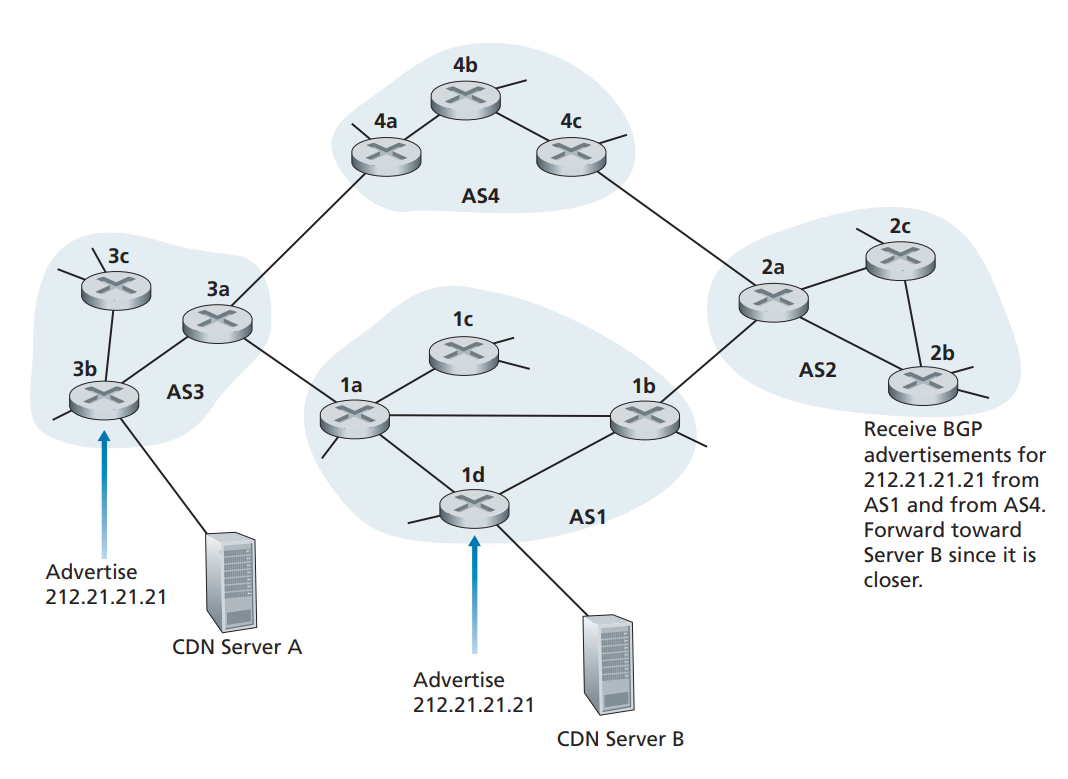 4b
4a
4c
AS4
2c
3c
2a
3a
1c
2b
3b
1a
1b
AS2
AS3
Receive BGP
advertisements for
212.21.21.21 from
AS1 and from AS4.
Forward toward
Server B since it is
closer.
1d
AS1
Advertise
212.21.21.21
CDN Server A
Advertise
212.21.21.21
CDN Server B